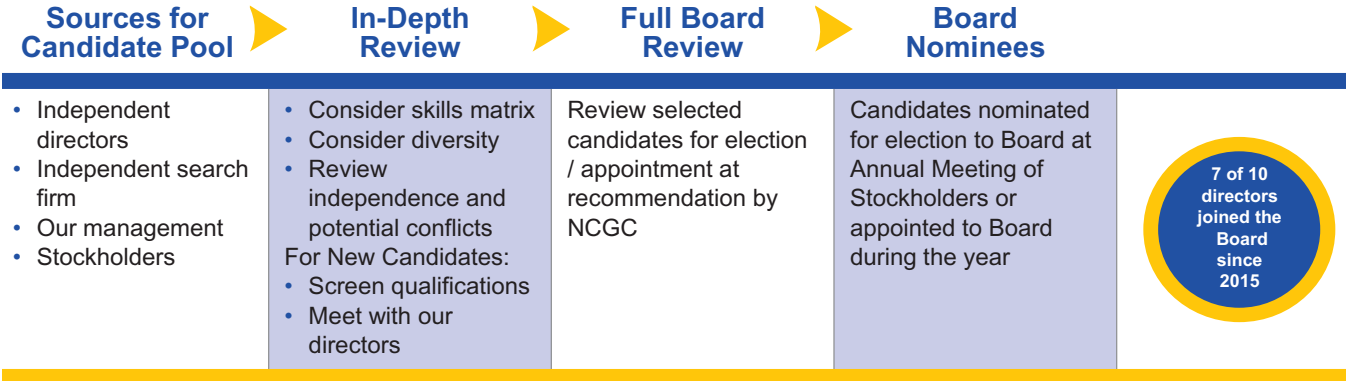 Sources for
Candidate Pool
In-Depth
Review
Full Board
Review
Board
Nominees
• Independent
directors
• Independent search
firm
• Our management
• Stockholders
• Consider skills matrix
• Consider diversity
• Review
independence and
potential conflicts
For New Candidates:
• Screen qualifications
• Meet with our
directors
Review selected
candidates for election
/ appointment at
recommendation by
NCGC
Candidates nominated
for election to Board at
Annual Meeting of
Stockholders or
appointed to Board
during the year
7 of 10
directors
joined the
Board
since
2015